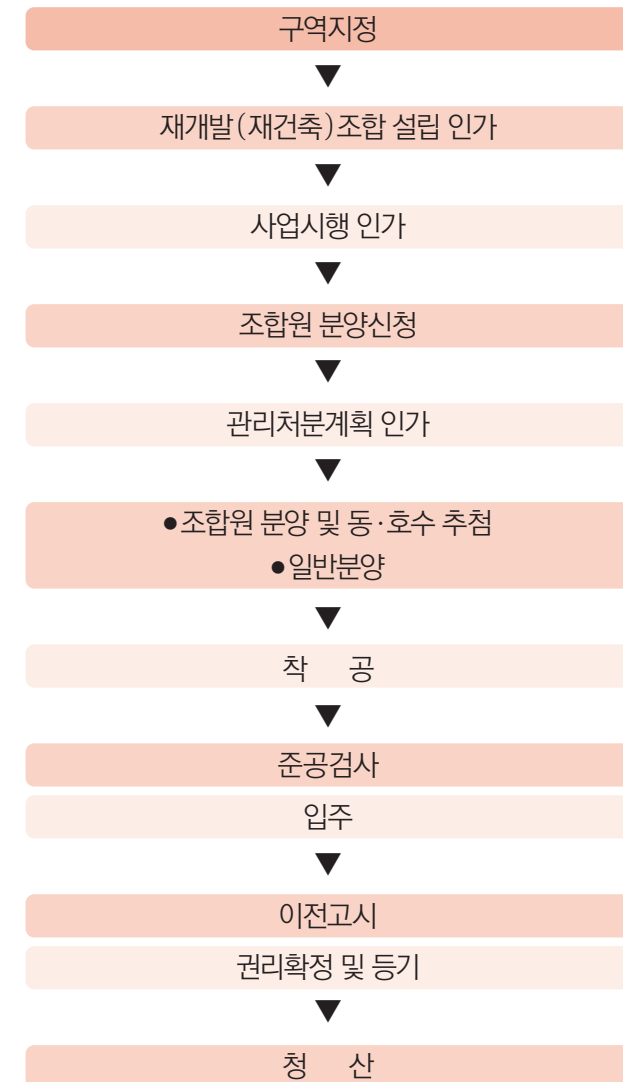 구역지정
▼
재개발(재건축)조합 설립 인가
▼
사업시행 인가
▼
조합원 분양신청
▼
관리처분계획 인가
▼
●조합원 분양 및 동·호수 추첨
●일반분양
▼
착 공
▼
준공검사
입주
▼
이전고시
권리확정 및 등기
▼
청 산